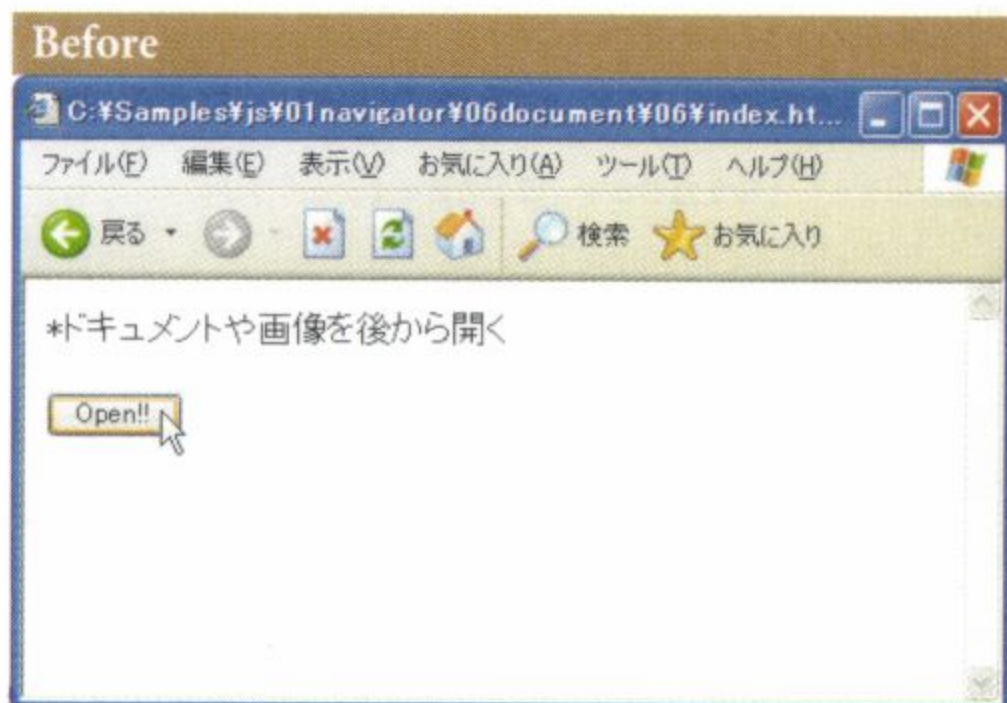 Before
C:¥Samples¥js¥01navigator¥06document¥06¥index.ht...
ファイル(F) 編集(E) 表示(V) お気に入り(A) ツール(T) ヘルプ(H)
戻る 検索 お気に入り
*ドキュメントや画像を後から開く
Open!!